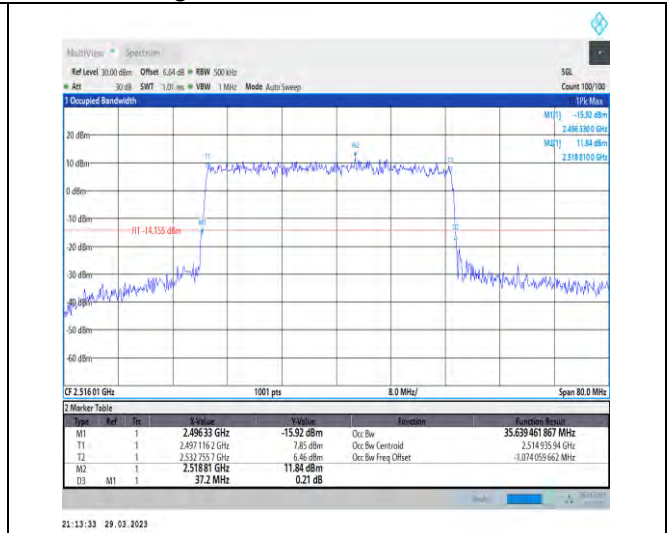 MultiView Spectrum
Ref Level 30.00 dBm Offset 6.64 dB RBW 500 kHz SGL
Att 30 dB SWT 1.01 ms VBW 1 MHz Mode Auto Sweep Count 100/100
1 Occupied Bandwidth 1Pk Max
M1[1] -15.92 dBm
2.496 330 0 GHz
M2[1] 11.84 dBm
2.518 810 0 GHz
20 dBm
M2
T1
T2
10 dBm
0 dBm
-10 dBm
M1
H1 -14.155 dBm
-20 dBm
-30 dBm
-40 dBm
-50 dBm
-60 dBm
CF 2.516 01 GHz 1001 pts 8.0 MHz/ Span 80.0 MHz
2 Marker Table
Type Ref Trc X-Value Y-Value Function Function Result
M1 1 2.496 33 GHz -15.92 dBm Occ Bw 35.639 461 867 MHz
T1 1 2.497 116 2 GHz 7.85 dBm Occ Bw Centroid 2.514 935 94 GHz
T2 1 2.532 755 7 GHz 6.46 dBm Occ Bw Freq Offset -1.074 059 662 MHz
M2 1 2.518 81 GHz 11.84 dBm
D3 M1 1 37.2 MHz 0.21 dB
21:13:33 29.03.2023